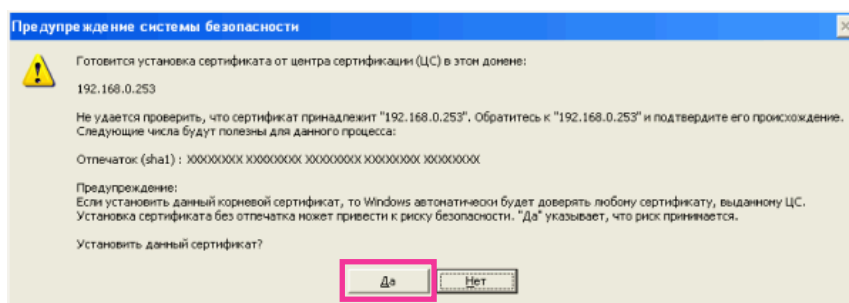 Предупреждение системы безопасности
Готовится установка сертификата от центра сертификации (ЦС) в этом домене:
192.168.0.253
Не удается проверить, что сертификат принадлежит "192.168.0.253". Обратитесь к "192.168.0.253" и подтвердите его происхождение.
Следующие числа будут полезны для данного процесса:
Отпечаток (sha1) : XXXXXXXX XXXXXXXX XXXXXXXX XXXXXXXX XXXXXXXX
Предупреждение:
Если установить данный корневой сертификат, то Windows автоматически будет доверять любому сертификату, выданному ЦС.
Установка сертификата без отпечатка может привести к риску безопасности. "Да" указывает, что риск принимается.
Установить данный сертификат?
Да Нет